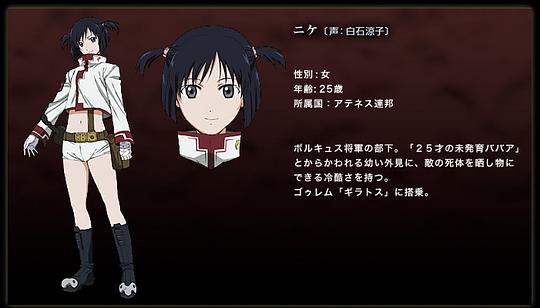 ニケ〔声：白石涼子〕
性別：女
年齢：25歳
所属国：アテネス連邦
ボルキュス将軍の部下。「２５才の未発育ババア」
とからかわれる幼い外見に、敵の死体を晒し物に
できる冷酷さを持つ。
ゴゥレム「ギラトス」に搭乗。